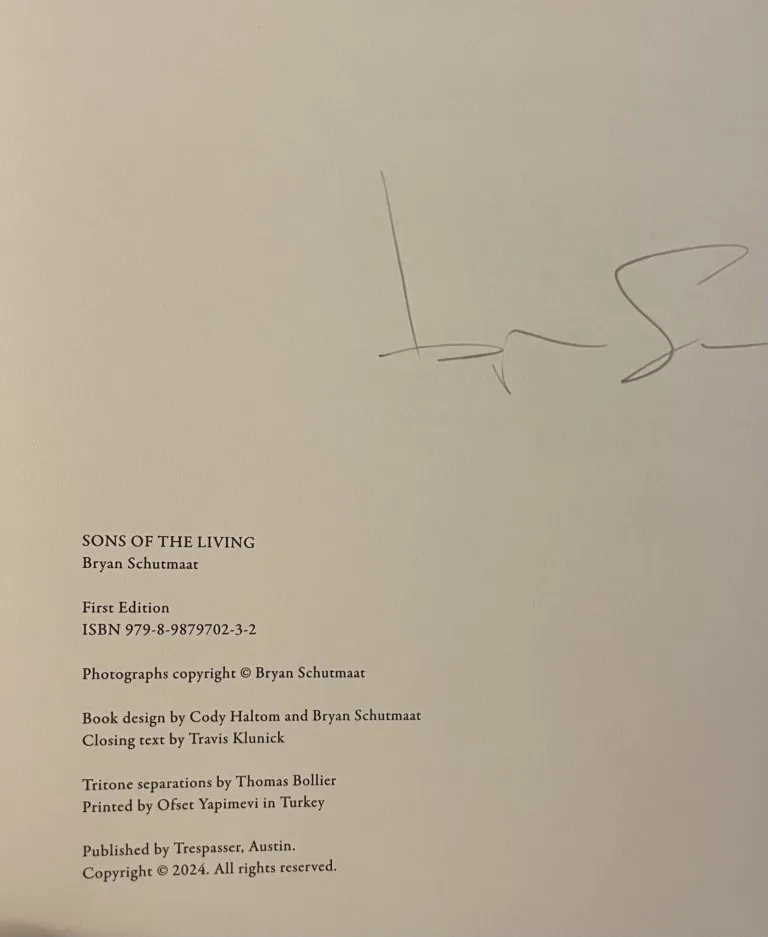 SONS OF THE LIVING
Bryan Schutmaat
First Edition
ISBN 979-8-9879702-3-2
Photographs copyright © Bryan Schutmaat
Book design by Cody Haltom and Bryan Schutmaat
Closing text by Travis Klunick
Tritone separations by Thomas Bollier
Printed by Ofset Yapimevi in Turkey
Published by Trespasser, Austin.
Copyright © 2024. All rights reserved.